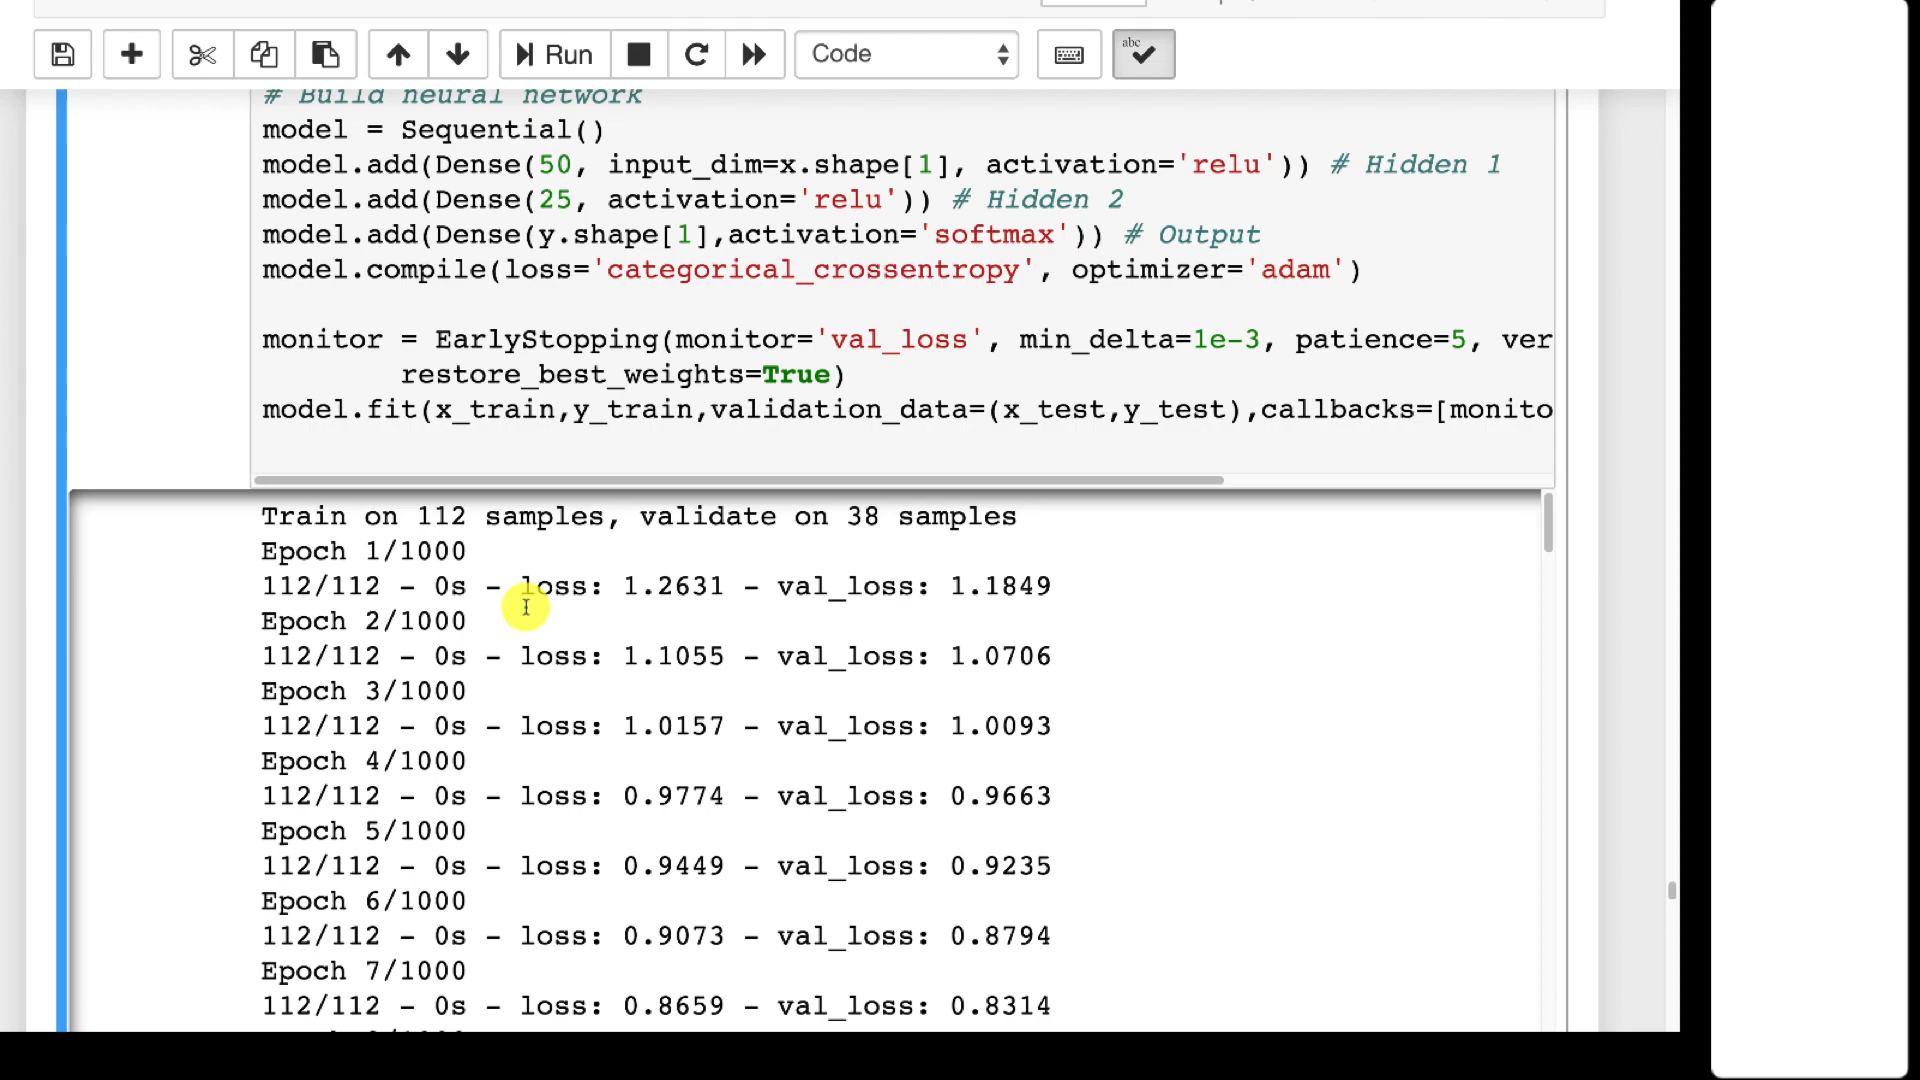 Run
Code
abc
# Build neural network
model = Sequential()
model.add(Dense(50, input_dim=x.shape[1], activation='relu')) # Hidden 1
model.add(Dense(25, activation='relu')) # Hidden 2
model.add(Dense(y.shape[1],activation='softmax')) # Output
model.compile(loss='categorical_crossentropy', optimizer='adam')
monitor = EarlyStopping(monitor='val_loss', min_delta=1e-3, patience=5, ver
restore_best_weights=True)
model.fit(x_train,y_train,validation_data=(x_test,y_test),callbacks=[monito
Train on 112 samples, validate on 38 samples
Epoch 1/1000
112/112 - 0s - loss: 1.2631 - val_loss: 1.1849
Epoch 2/1000
112/112 - 0s - loss: 1.1055 - val_loss: 1.0706
Epoch 3/1000
112/112 - 0s - loss: 1.0157 - val_loss: 1.0093
Epoch 4/1000
112/112 - 0s - loss: 0.9774 - val_loss: 0.9663
Epoch 5/1000
112/112 - 0s - loss: 0.9449 - val_loss: 0.9235
Epoch 6/1000
112/112 - 0s - loss: 0.9073 - val_loss: 0.8794
Epoch 7/1000
112/112 - 0s - loss: 0.8659 - val_loss: 0.8314